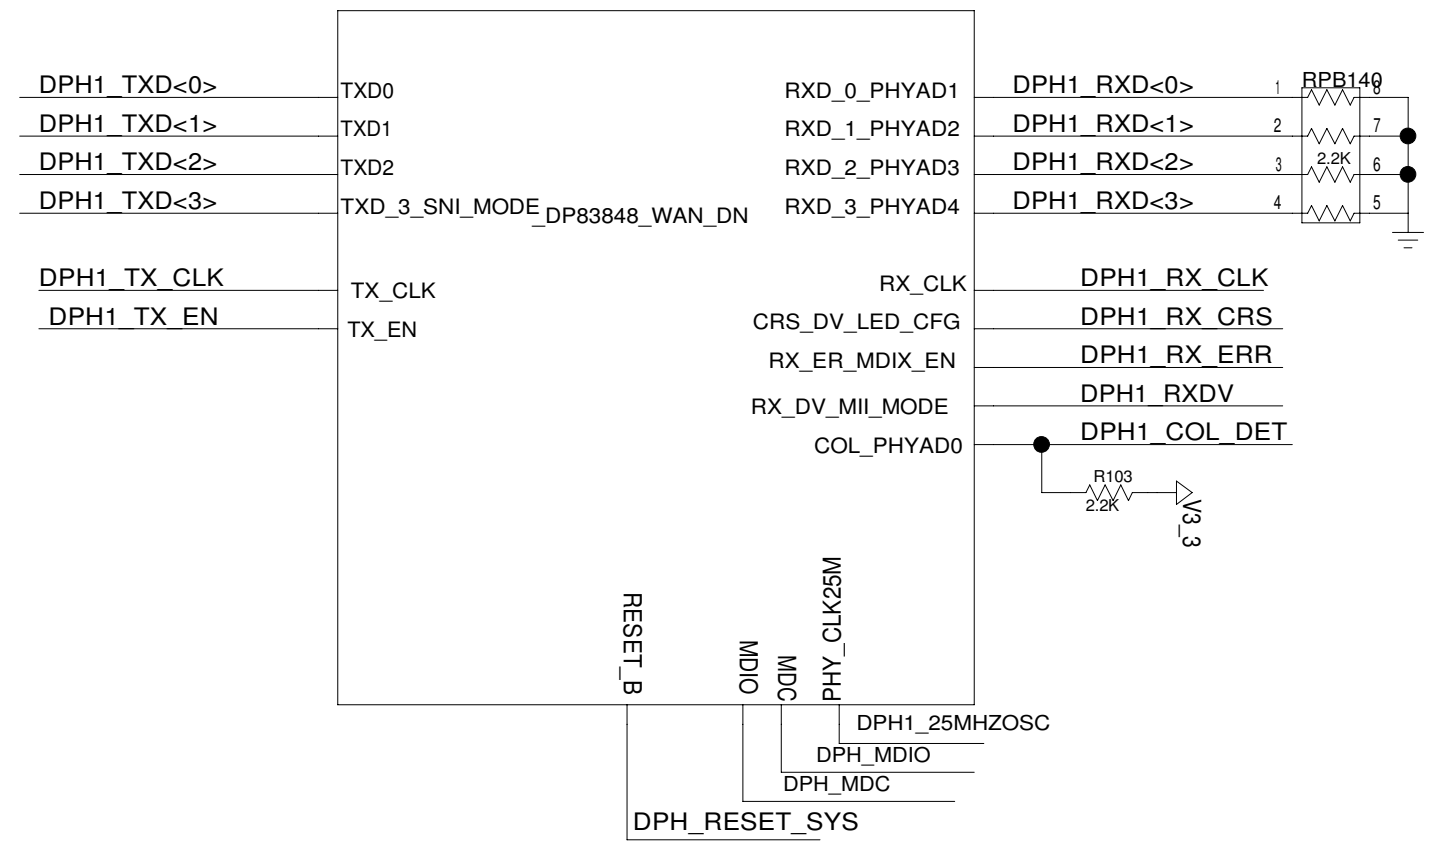 DPH1_TXD<0> TXD0 RXD_0_PHYAD1 DPH1_RXD<0> 1 RPB140 8
DPH1_TXD<1> TXD1 RXD_1_PHYAD2 DPH1_RXD<1> 2 7
DPH1_TXD<2> TXD2 RXD_2_PHYAD3 DPH1_RXD<2> 3 2.2K 6
DPH1_TXD<3> TXD_3_SNI_MODE _DP83848_WAN_DN RXD_3_PHYAD4 DPH1_RXD<3> 4 5
DPH1_TX_CLK TX_CLK RX_CLK DPH1_RX_CLK
DPH1_TX_EN TX_EN CRS_DV_LED_CFG DPH1_RX_CRS
RX_ER_MDIX_EN DPH1_RX_ERR
RX_DV_MII_MODE DPH1_RXDV
COL_PHYAD0 DPH1_COL_DET
R103
2.2K
V3_3
RESET_B
MDIO
MDC
PHY_CLK25M
DPH1_25MHZOSC
DPH_MDIO
DPH_MDC
DPH_RESET_SYS